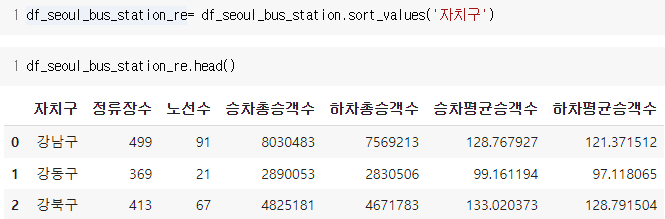 1 df_seoul_bus_station_re= df_seoul_bus_station.sort_values('자치구')
1 df_seoul_bus_station_re.head()
자치구 정류장수 노선수 승차총승객수 하차총승객수 승차평균승객수 하차평균승객수
0 강남구 499 91 8030483 7569213 128.767927 121.371512
1 강동구 369 21 2890053 2830506 99.161194 97.118065
2 강북구 413 67 4825181 4671783 133.020373 128.791504